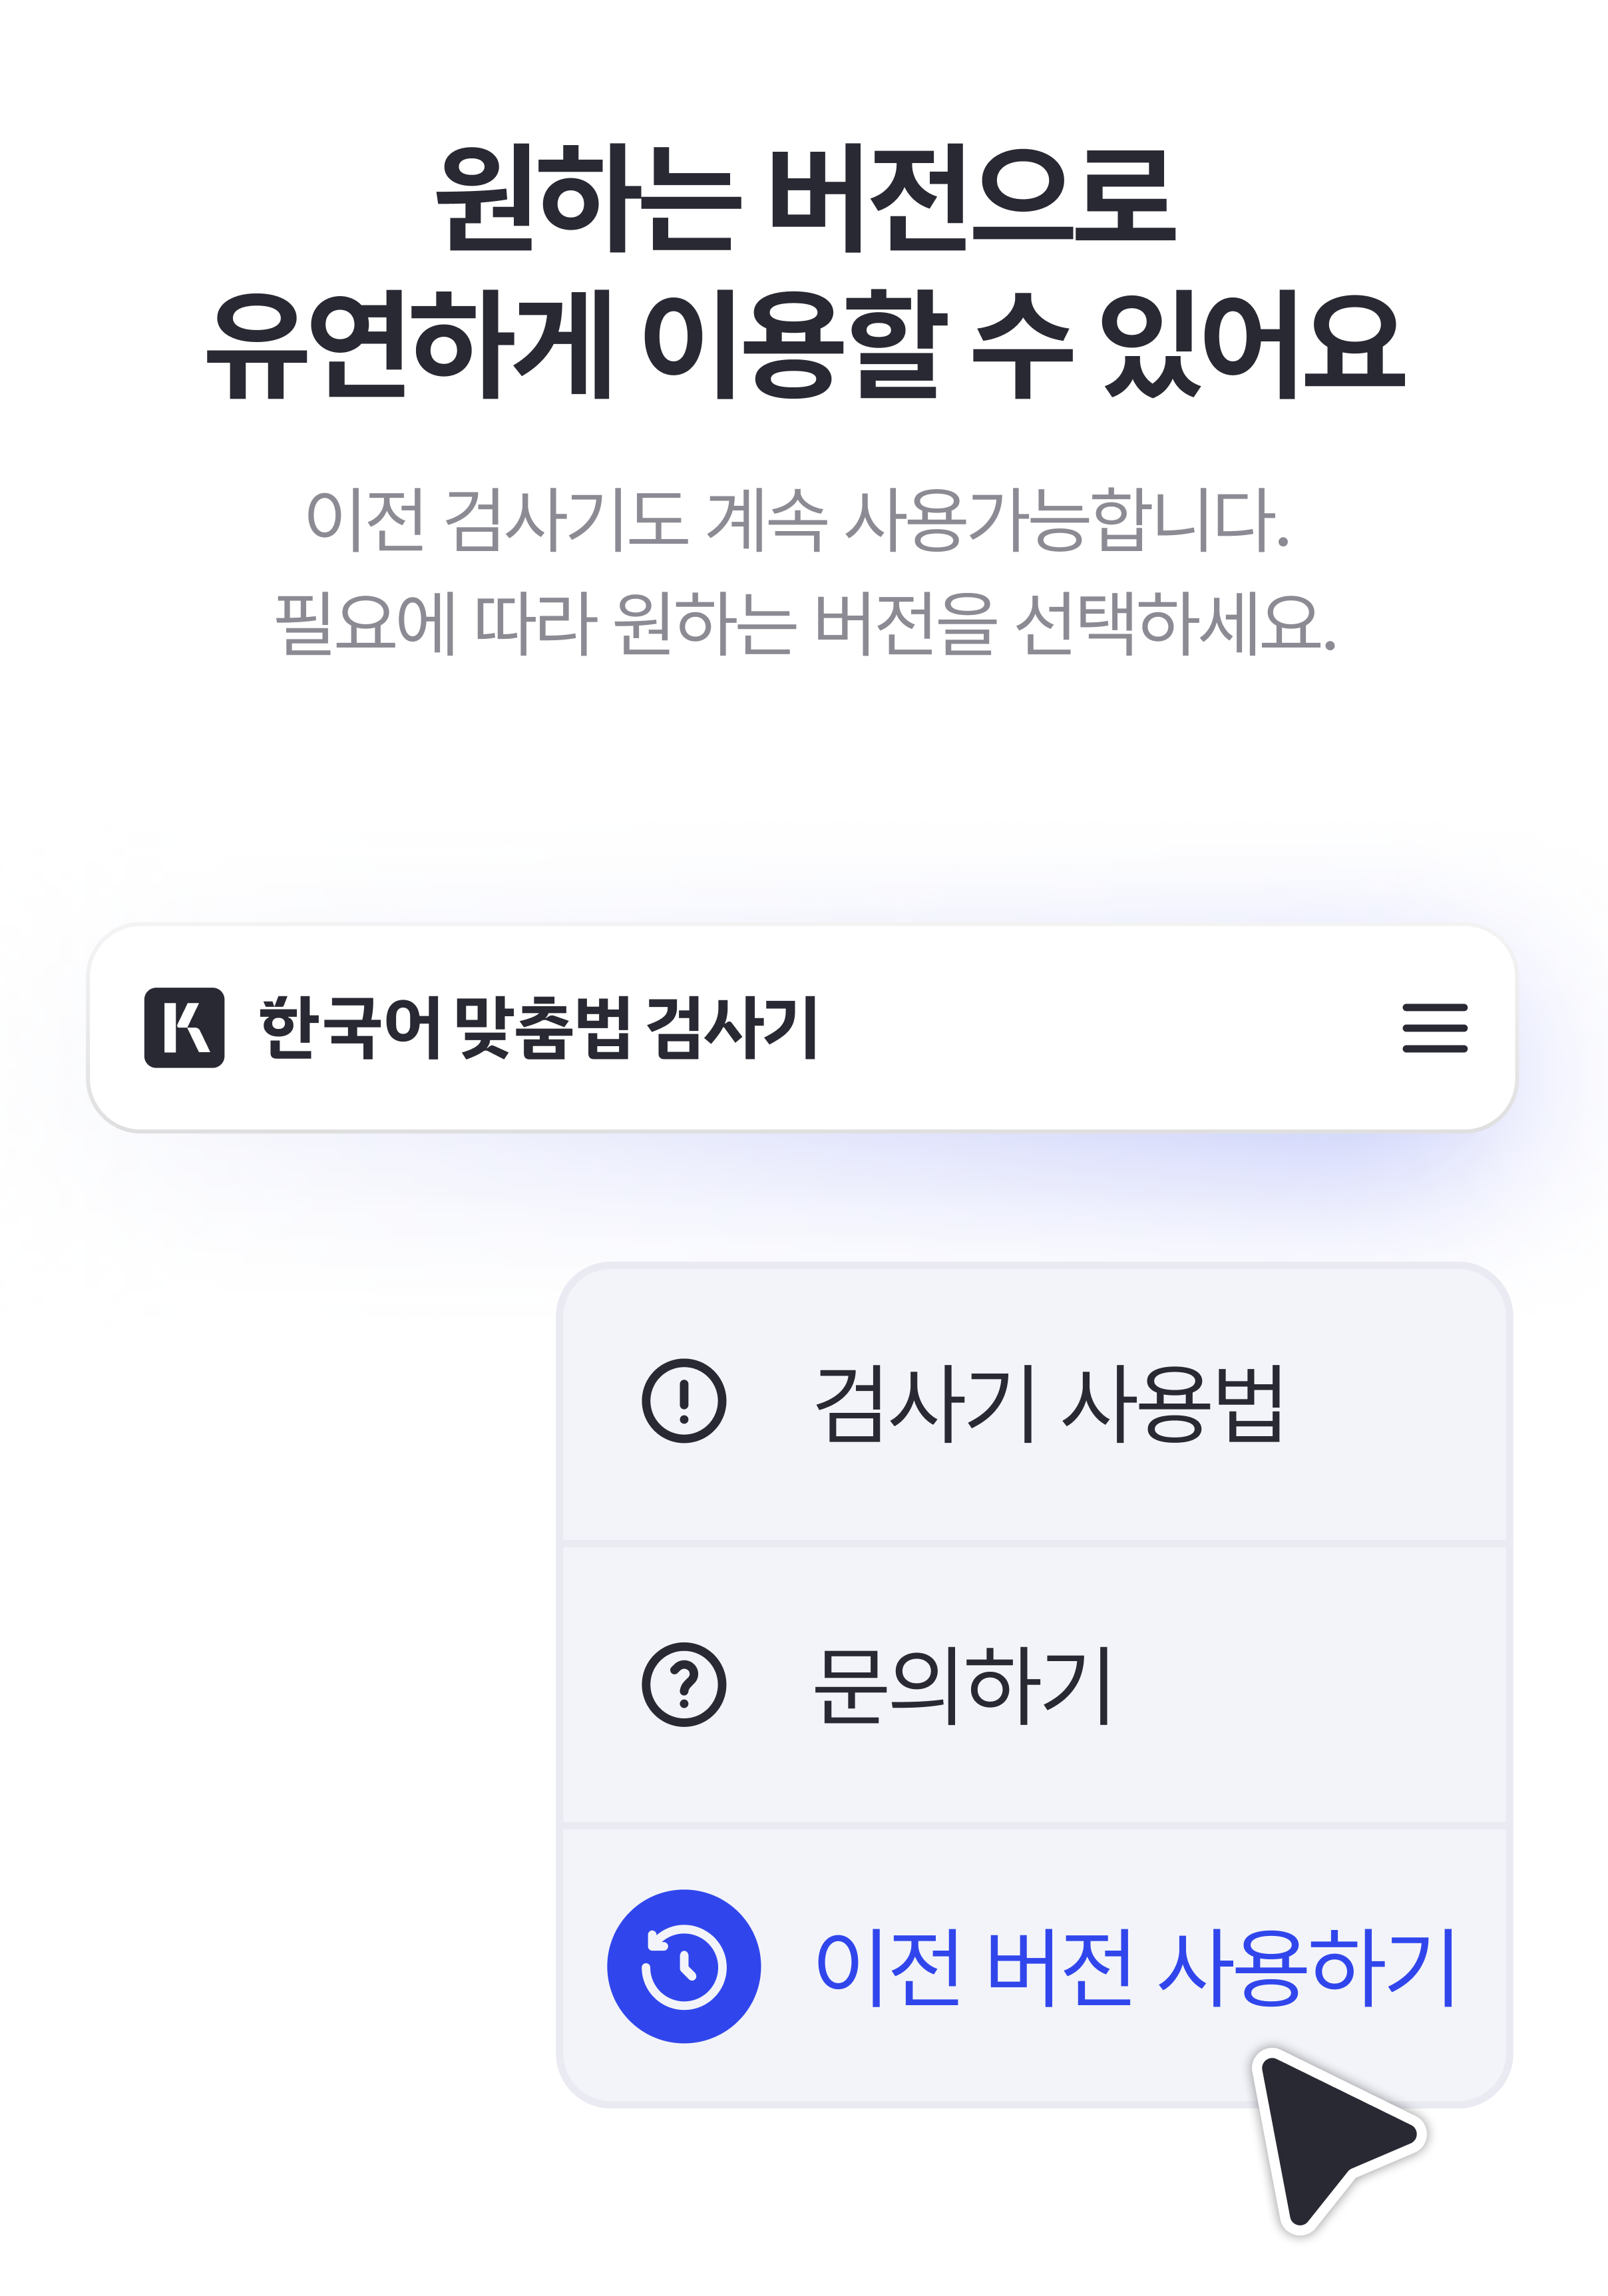 원하는 버전으로
유연하게 이용할 수 있어요
이전 검사기도 계속 사용가능합니다.
필요에 따라 원하는 버전을 선택하세요.
K 한국어 맞춤법 검사기
검사기 사용법
문의하기
이전 버전 사용하기